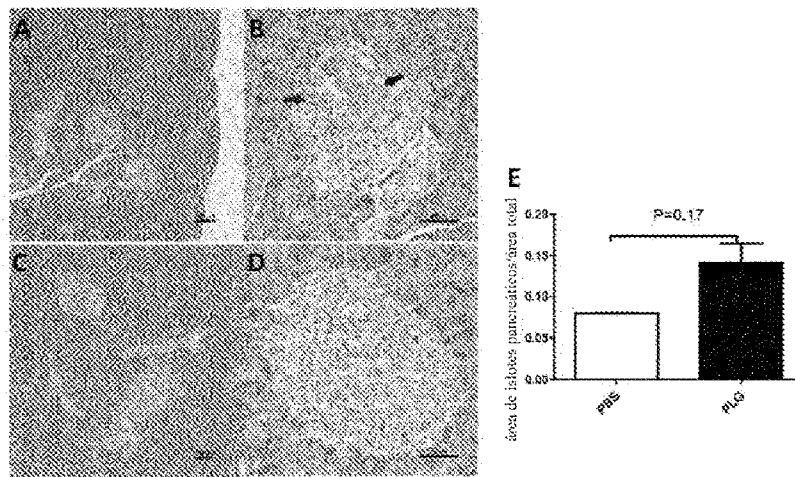 A
B
C
D
E
área de islotes pancreáticos/área total
P=0.17
0.20
0.15
0.10
0.05
0.00
PBS
PLG